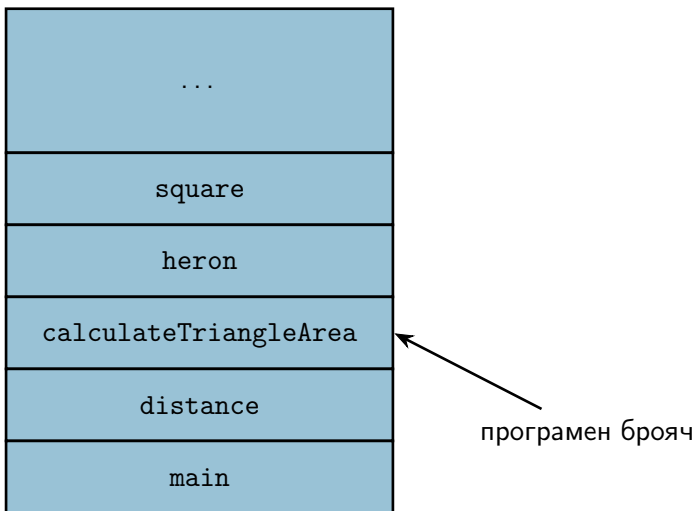 ...
square
heron
calculateTriangleArea
distance
програмен брояч
main